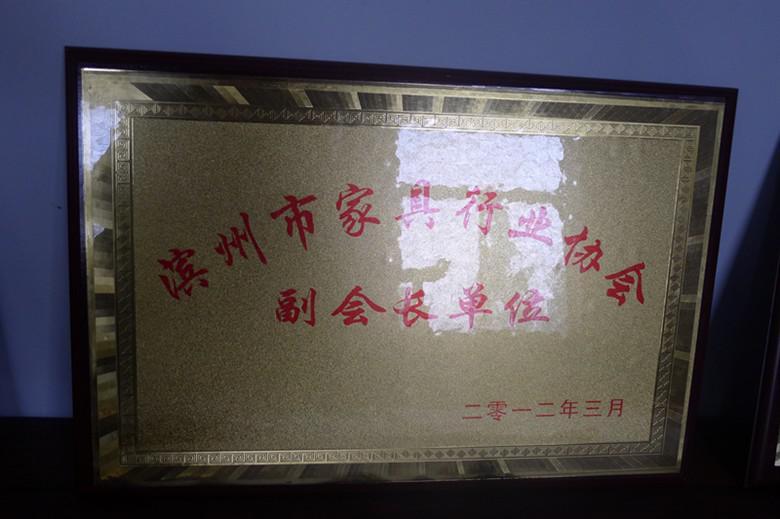 滨州市家具行业协会
副会长单位
二零一二年三月